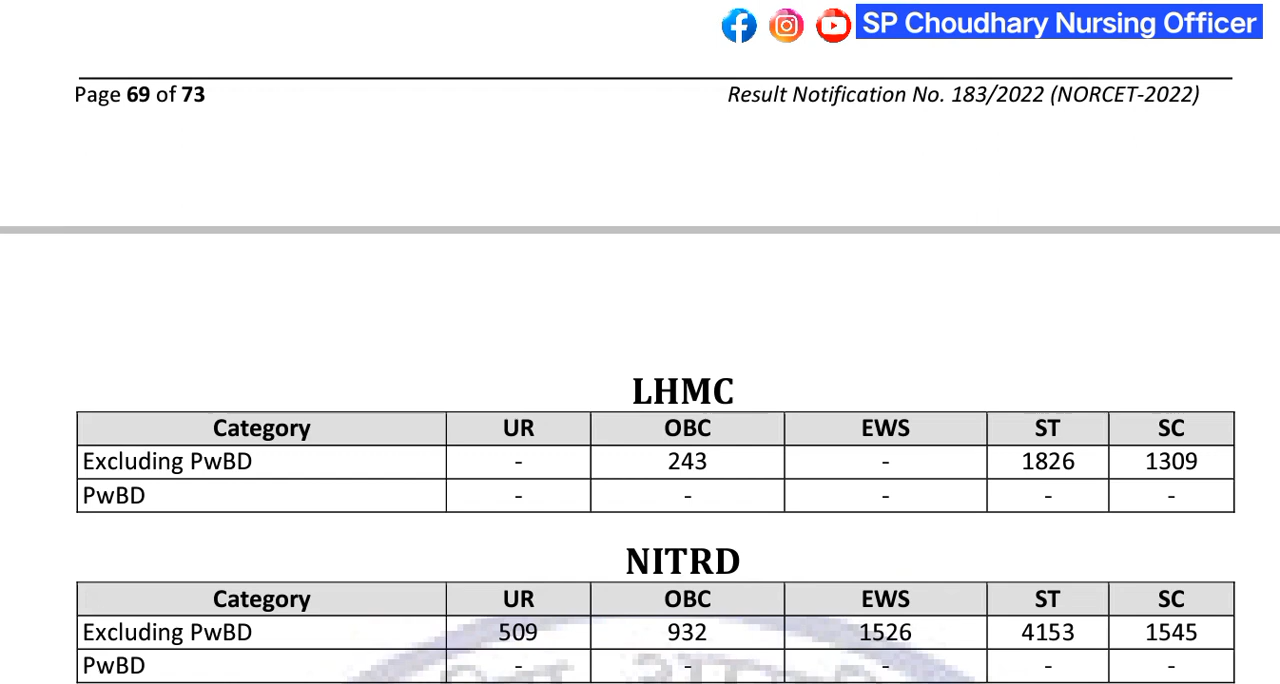 SP Choudhary Nursing Officer
Page 69 of 73 Result Notification No. 183/2022 (NORCET-2022)
LHMC
Category UR OBC EWS ST SC
Excluding PwBD - 243 - 1826 1309
PwBD - - - - -
NITRD
Category UR OBC EWS ST SC
Excluding PwBD 509 932 1526 4153 1545
PwBD - - - - -